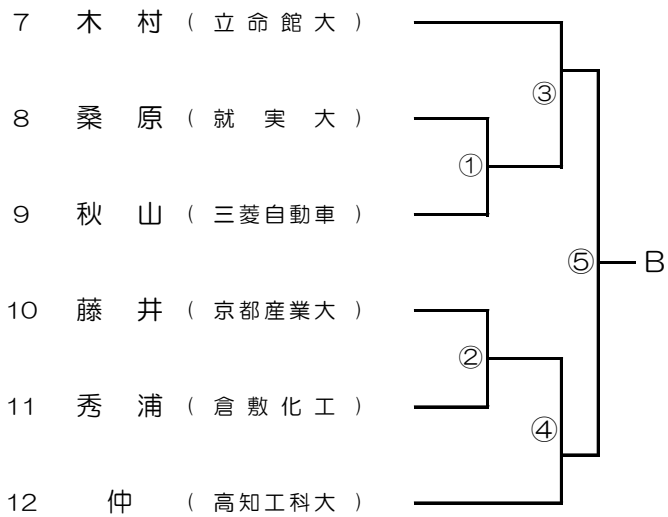 7 木村 (立命館大)
③
8 桑原 (就実大)
①
9 秋山 (三菱自動車)
⑤ B
10 藤井 (京都産業大)
②
11 秀浦 (倉敷化工)
④
12 仲 (高知工科大)